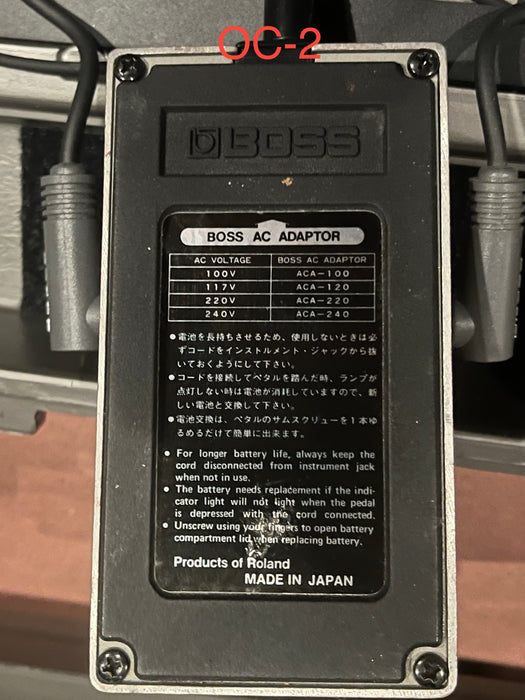 OC-2
BOSS
BOSS AC ADAPTOR
AC VOLTAGE BOSS AC ADAPTOR
100V ACA-100
117V ACA-120
220V ACA-220
240V ACA-240
●電池を長持ちさせるため、使用しないときは必
ずコードをインストルメント・ジャックから抜
いておくようにして下さい。
●コードを接続してペダルを踏んだ時、ランプが
点灯しない時は電池が消耗していますので、新
しい電池と交換して下さい。
●電池交換は、ペダルのサムスクリューを1本ゆ
るめるだけで簡単に出来ます。
● For longer battery life, always keep the
cord disconnected from instrument jack
when not in use.
● The battery needs replacement if the indi-
cator light will not light when the pedal
is depressed with the cord connected.
● Unscrew using your fingers to open battery
compartment lid when replacing battery.
Products of Roland
MADE IN JAPAN